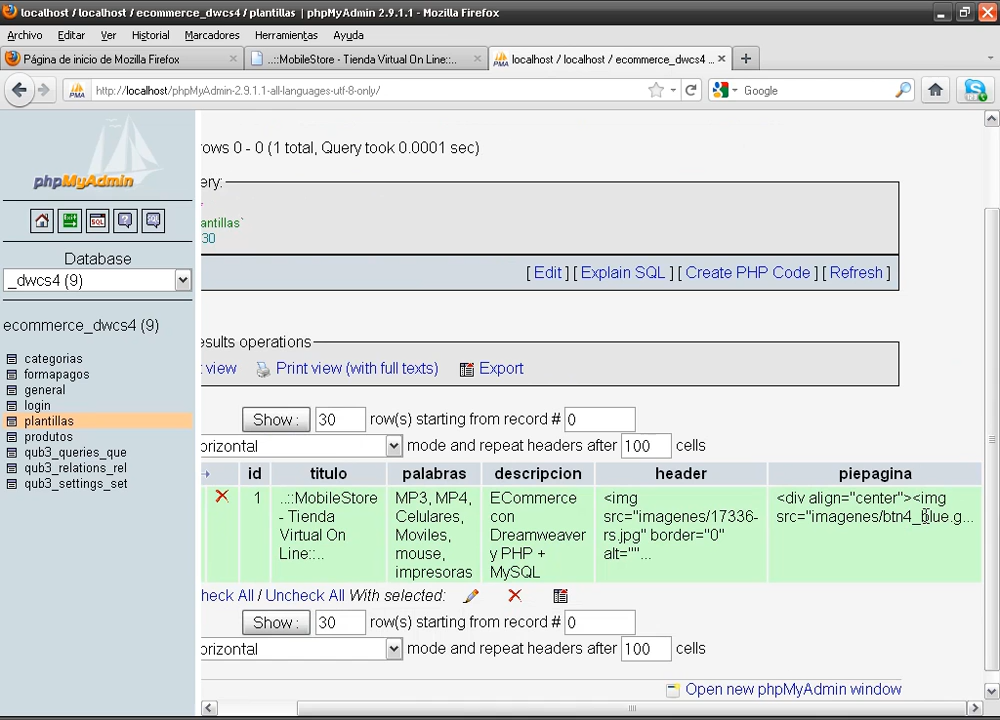 localhost / localhost / ecommerce_dwcs4 / plantillas | phpMyAdmin 2.9.1.1 - Mozilla Firefox
Archivo Editar Ver Historial Marcadores Herramientas Ayuda
Página de inicio de Mozilla Firefox
..::MobileStore - Tienda Virtual On Line::..
localhost / localhost / ecommerce_dwcs4 ...
http://localhost/phpMyAdmin-2.9.1.1-all-languages-utf-8-only/
Google
phpMyAdmin
Database
_dwcs4 (9)
ecommerce_dwcs4 (9)
categorias
formapagos
general
login
plantillas
produtos
qub3_queries_que
qub3_relations_rel
qub3_settings_set
rows 0 - 0 (1 total, Query took 0.0001 sec)
ery:
antillas`
30
[ Edit ] [ Explain SQL ] [ Create PHP Code ] [ Refresh ]
esults operations
t view Print view (with full texts) Export
Show : 30 row(s) starting from record # 0
orizontal mode and repeat headers after 100 cells
id titulo palabras descripcion header piepagina
1
..::MobileStore
- Tienda
Virtual On
Line::..
MP3, MP4,
Celulares,
Moviles,
mouse,
impresoras
ECommerce
con
Dreamweaver
y PHP +
MySQL
<img
src="imagenes/17336-
rs.jpg" border="0"
alt=""...
<div align="center"><img
src="imagenes/btn4_blue.g...
heck All / Uncheck All With selected:
Show : 30 row(s) starting from record # 0
orizontal mode and repeat headers after 100 cells
Open new phpMyAdmin window